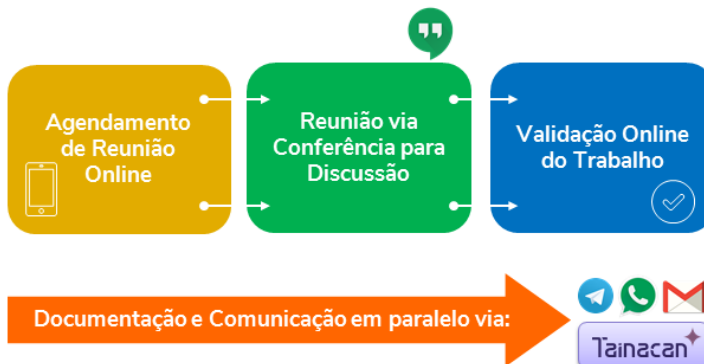 Agendamento
de Reunião
Online
Reunião via
Conferência para
Discussão
Validação Online
do Trabalho
Documentação e Comunicação em paralelo via:
Tainacan